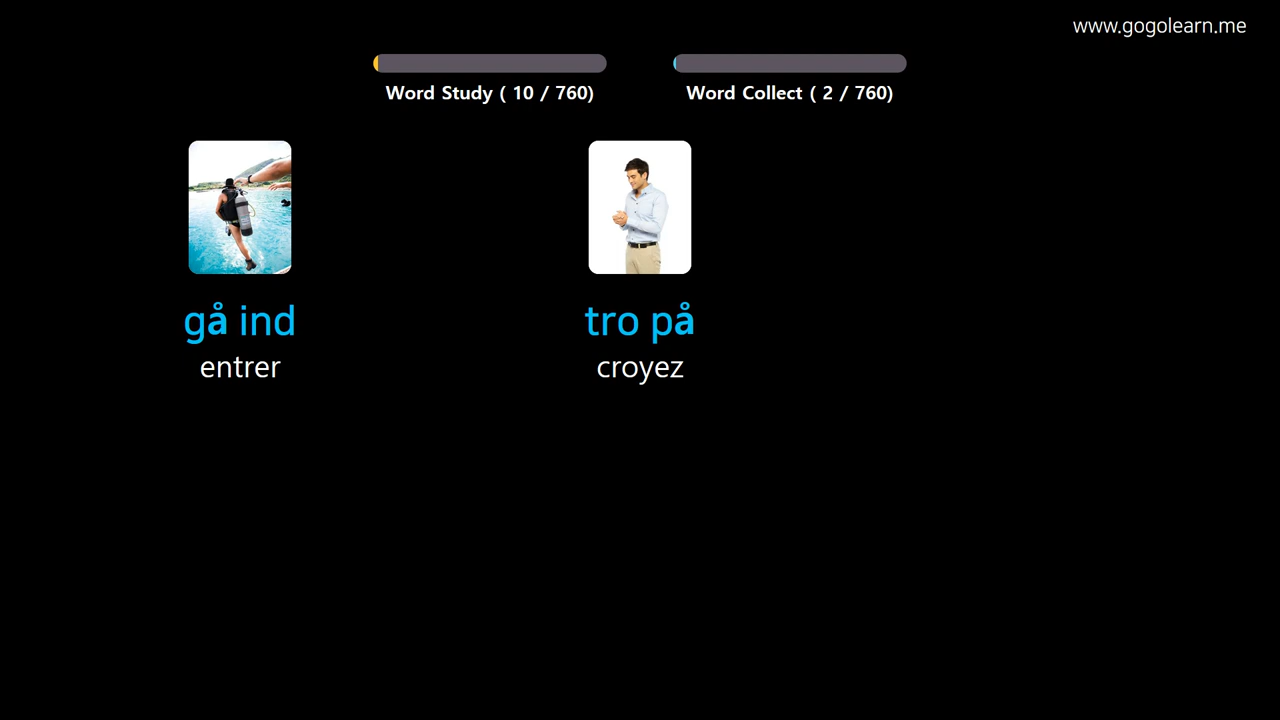 www.gogolearn.me
Word Study ( 10 / 760)
Word Collect ( 2 / 760)
gå ind
entrer
tro på
croyez